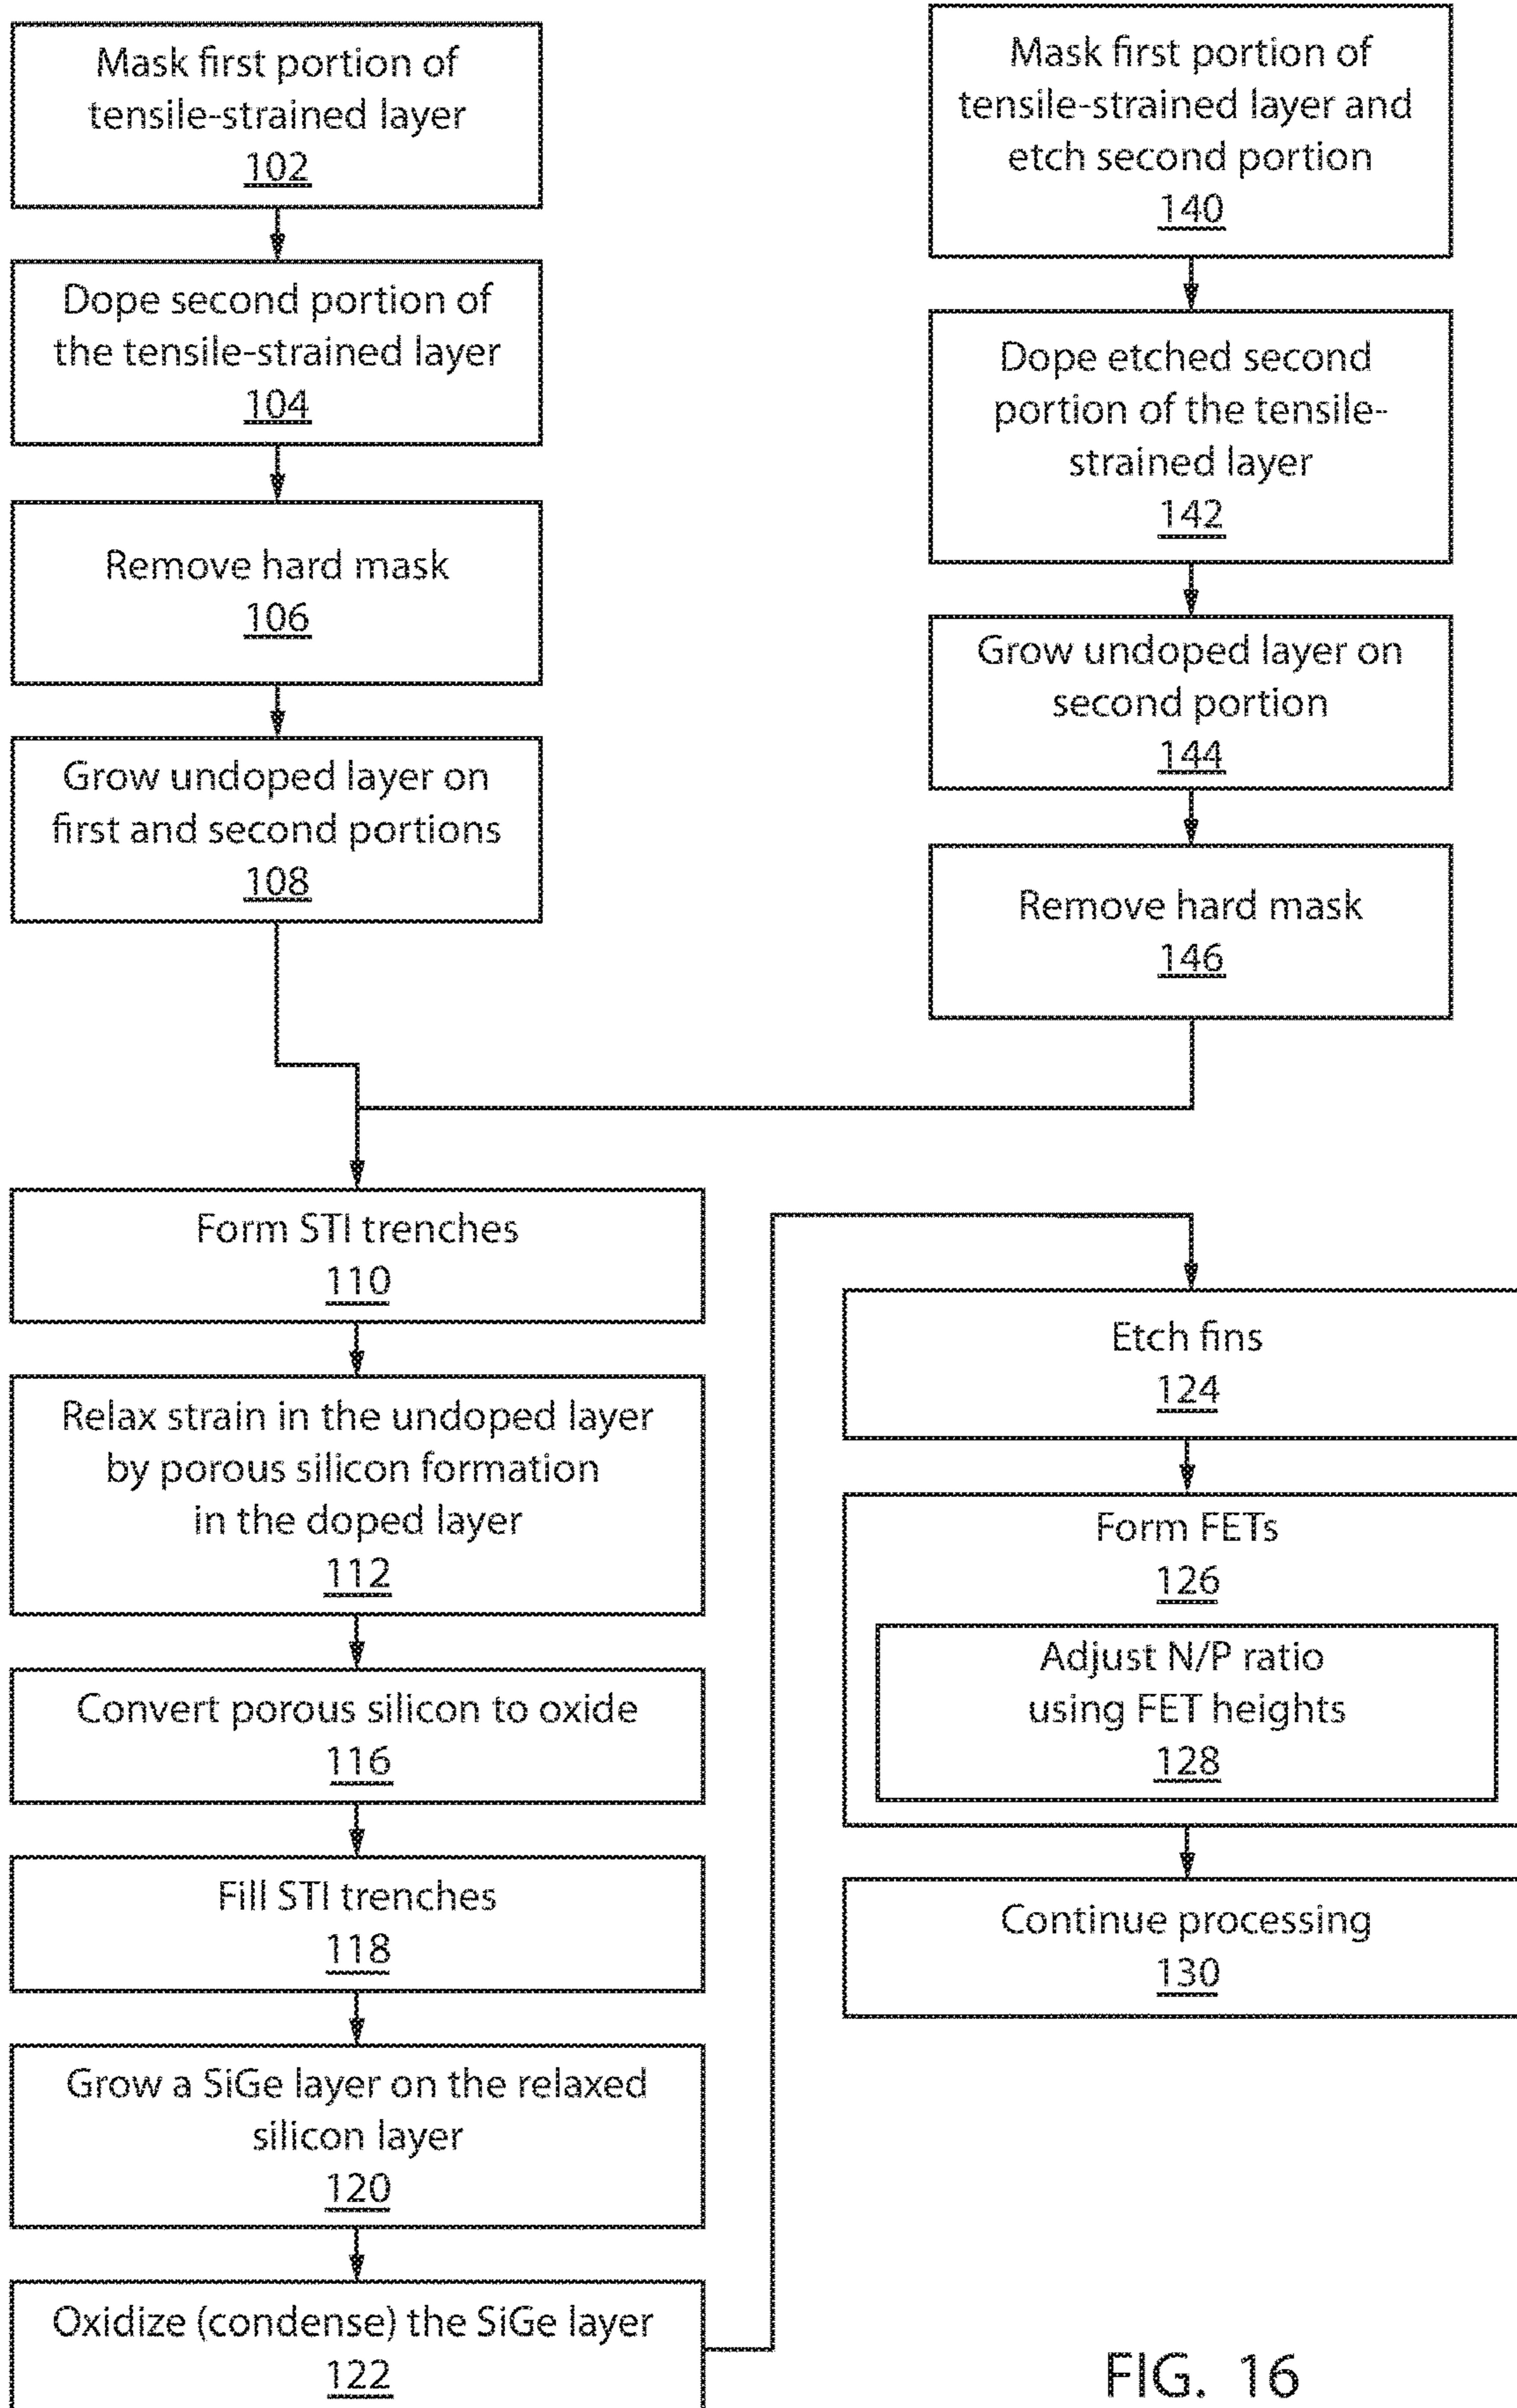 Mask first portion of
tensile-strained layer
102
Dope second portion of
the tensile-strained layer
104
Remove hard mask
106
Grow undoped layer on
first and second portions
108
Mask first portion of
tensile-strained layer and
etch second portion
140
Dope etched second
portion of the tensile-
strained layer
142
Grow undoped layer on
second portion
144
Remove hard mask
146
Form STI trenches
110
Relax strain in the undoped layer
by porous silicon formation
in the doped layer
112
Convert porous silicon to oxide
116
Fill STI trenches
118
Grow a SiGe layer on the relaxed
silicon layer
120
Oxidize (condense) the SiGe layer
122
Etch fins
124
Form FETs
126
Adjust N/P ratio
using FET heights
128
Continue processing
130
FIG. 16